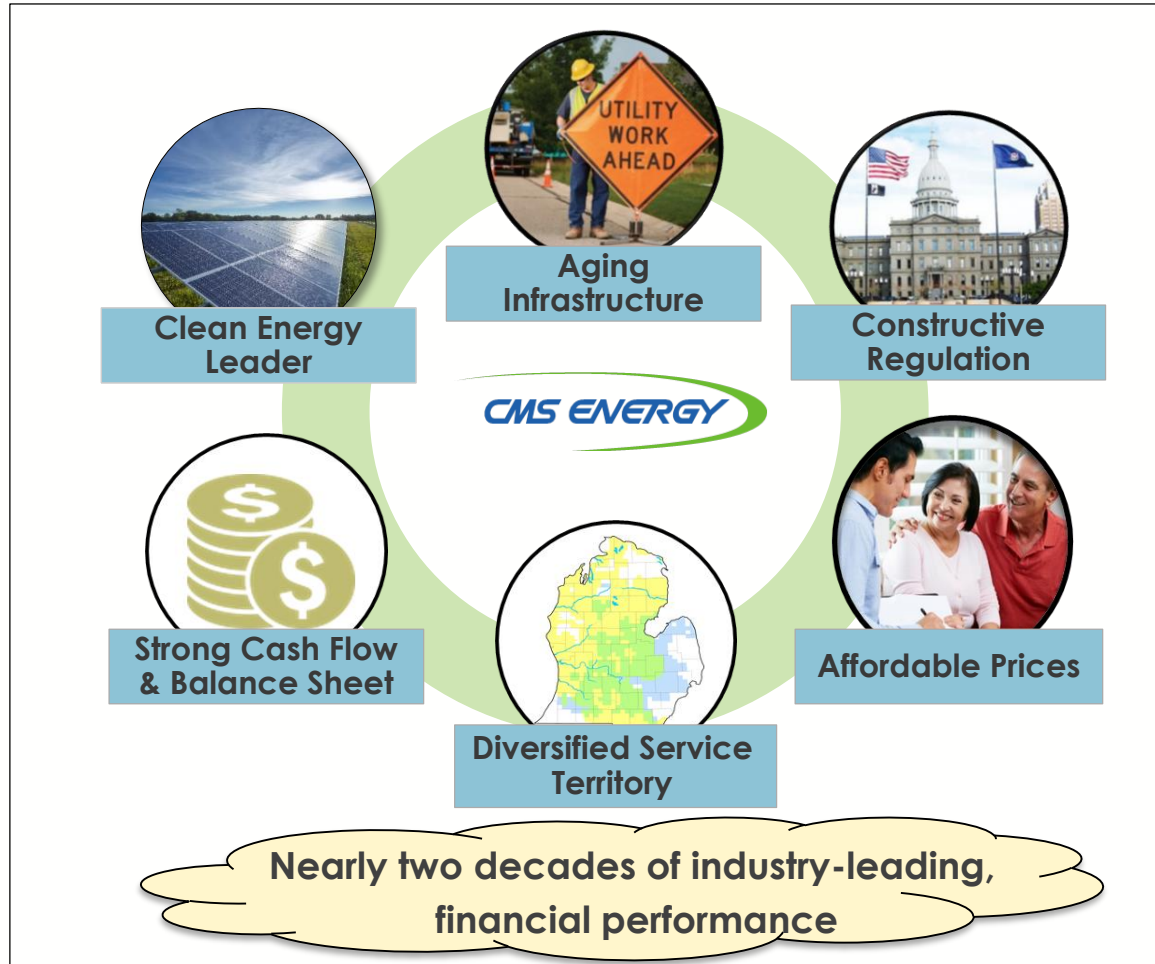 UTILITY
WORK
AHEAD
Aging
Infrastructure
Clean Energy
Leader
Constructive
Regulation
CMS ENERGY
$
$
Strong Cash Flow
& Balance Sheet
Affordable Prices
Diversified Service
Territory
Nearly two decades of industry-leading,
financial performance